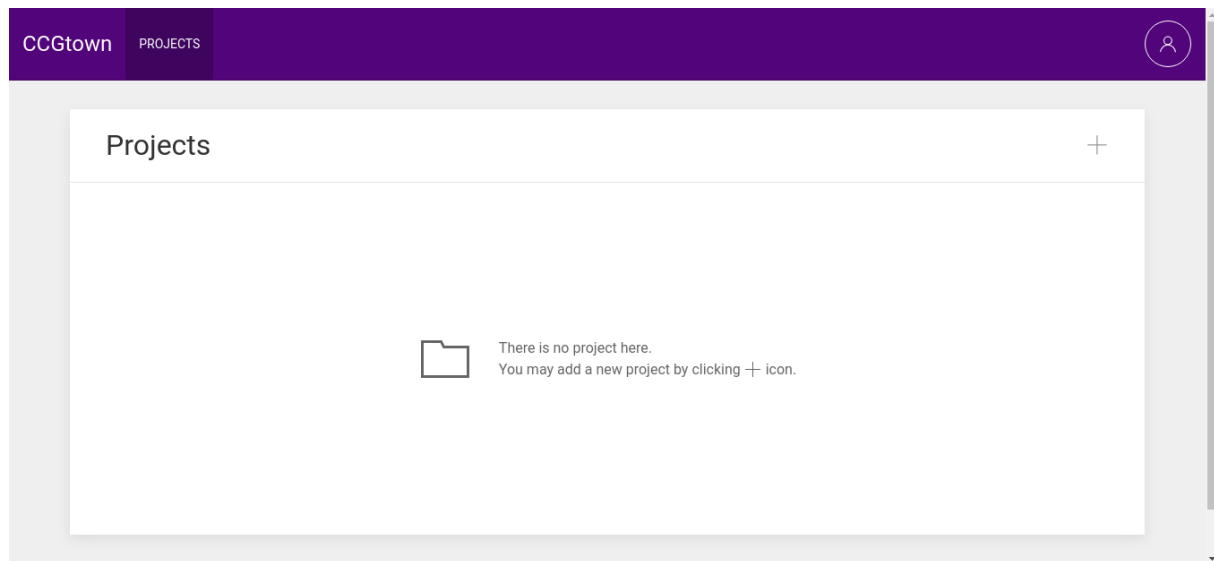 CCGtown PROJECTS
Projects
There is no project here.
You may add a new project by clicking + icon.